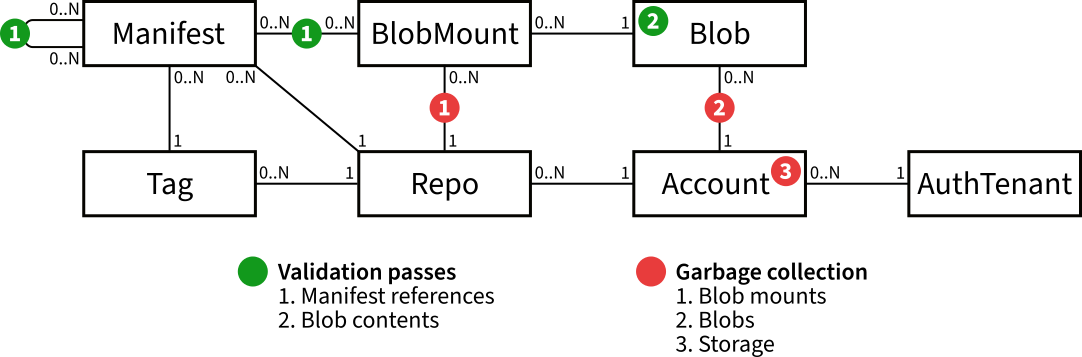 0..N
1
0..N
Manifest
0..N
1
0..N
BlobMount
0..N
1
2
Blob
0..N
0..N
0..N
0..N
1
2
1
1
1
1
Tag
0..N
1
Repo
0..N
1
Account
3
0..N
1
AuthTenant
Validation passes
1. Manifest references
2. Blob contents
Garbage collection
1. Blob mounts
2. Blobs
3. Storage